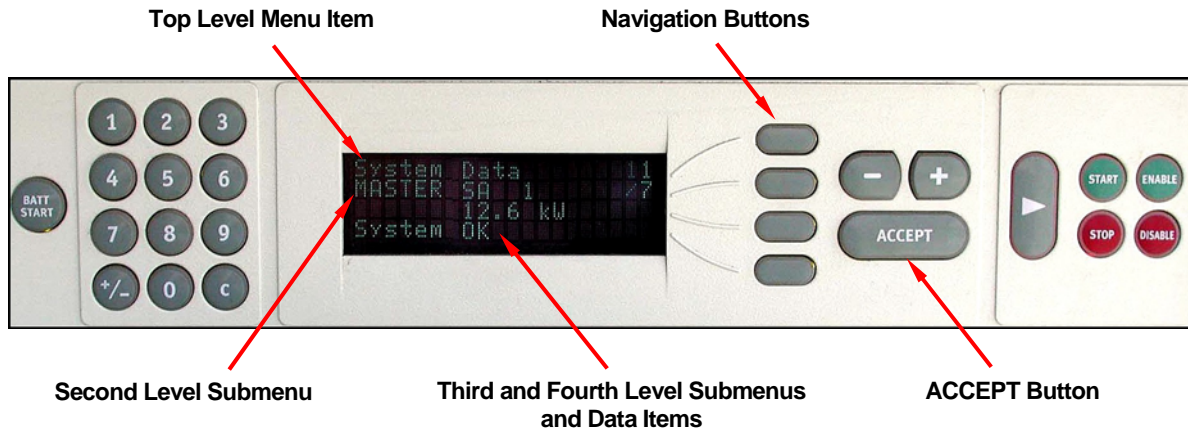 Top Level Menu Item
Navigation Buttons
1 2 3
4 5 6
7 8 9
+/- 0 C
BATT
START
System Data 11
MASTER SA 1 /7
12.6 kW
System OK
- +
ACCEPT
START ENABLE
STOP DISABLE
Second Level Submenu
Third and Fourth Level Submenus
and Data Items
ACCEPT Button